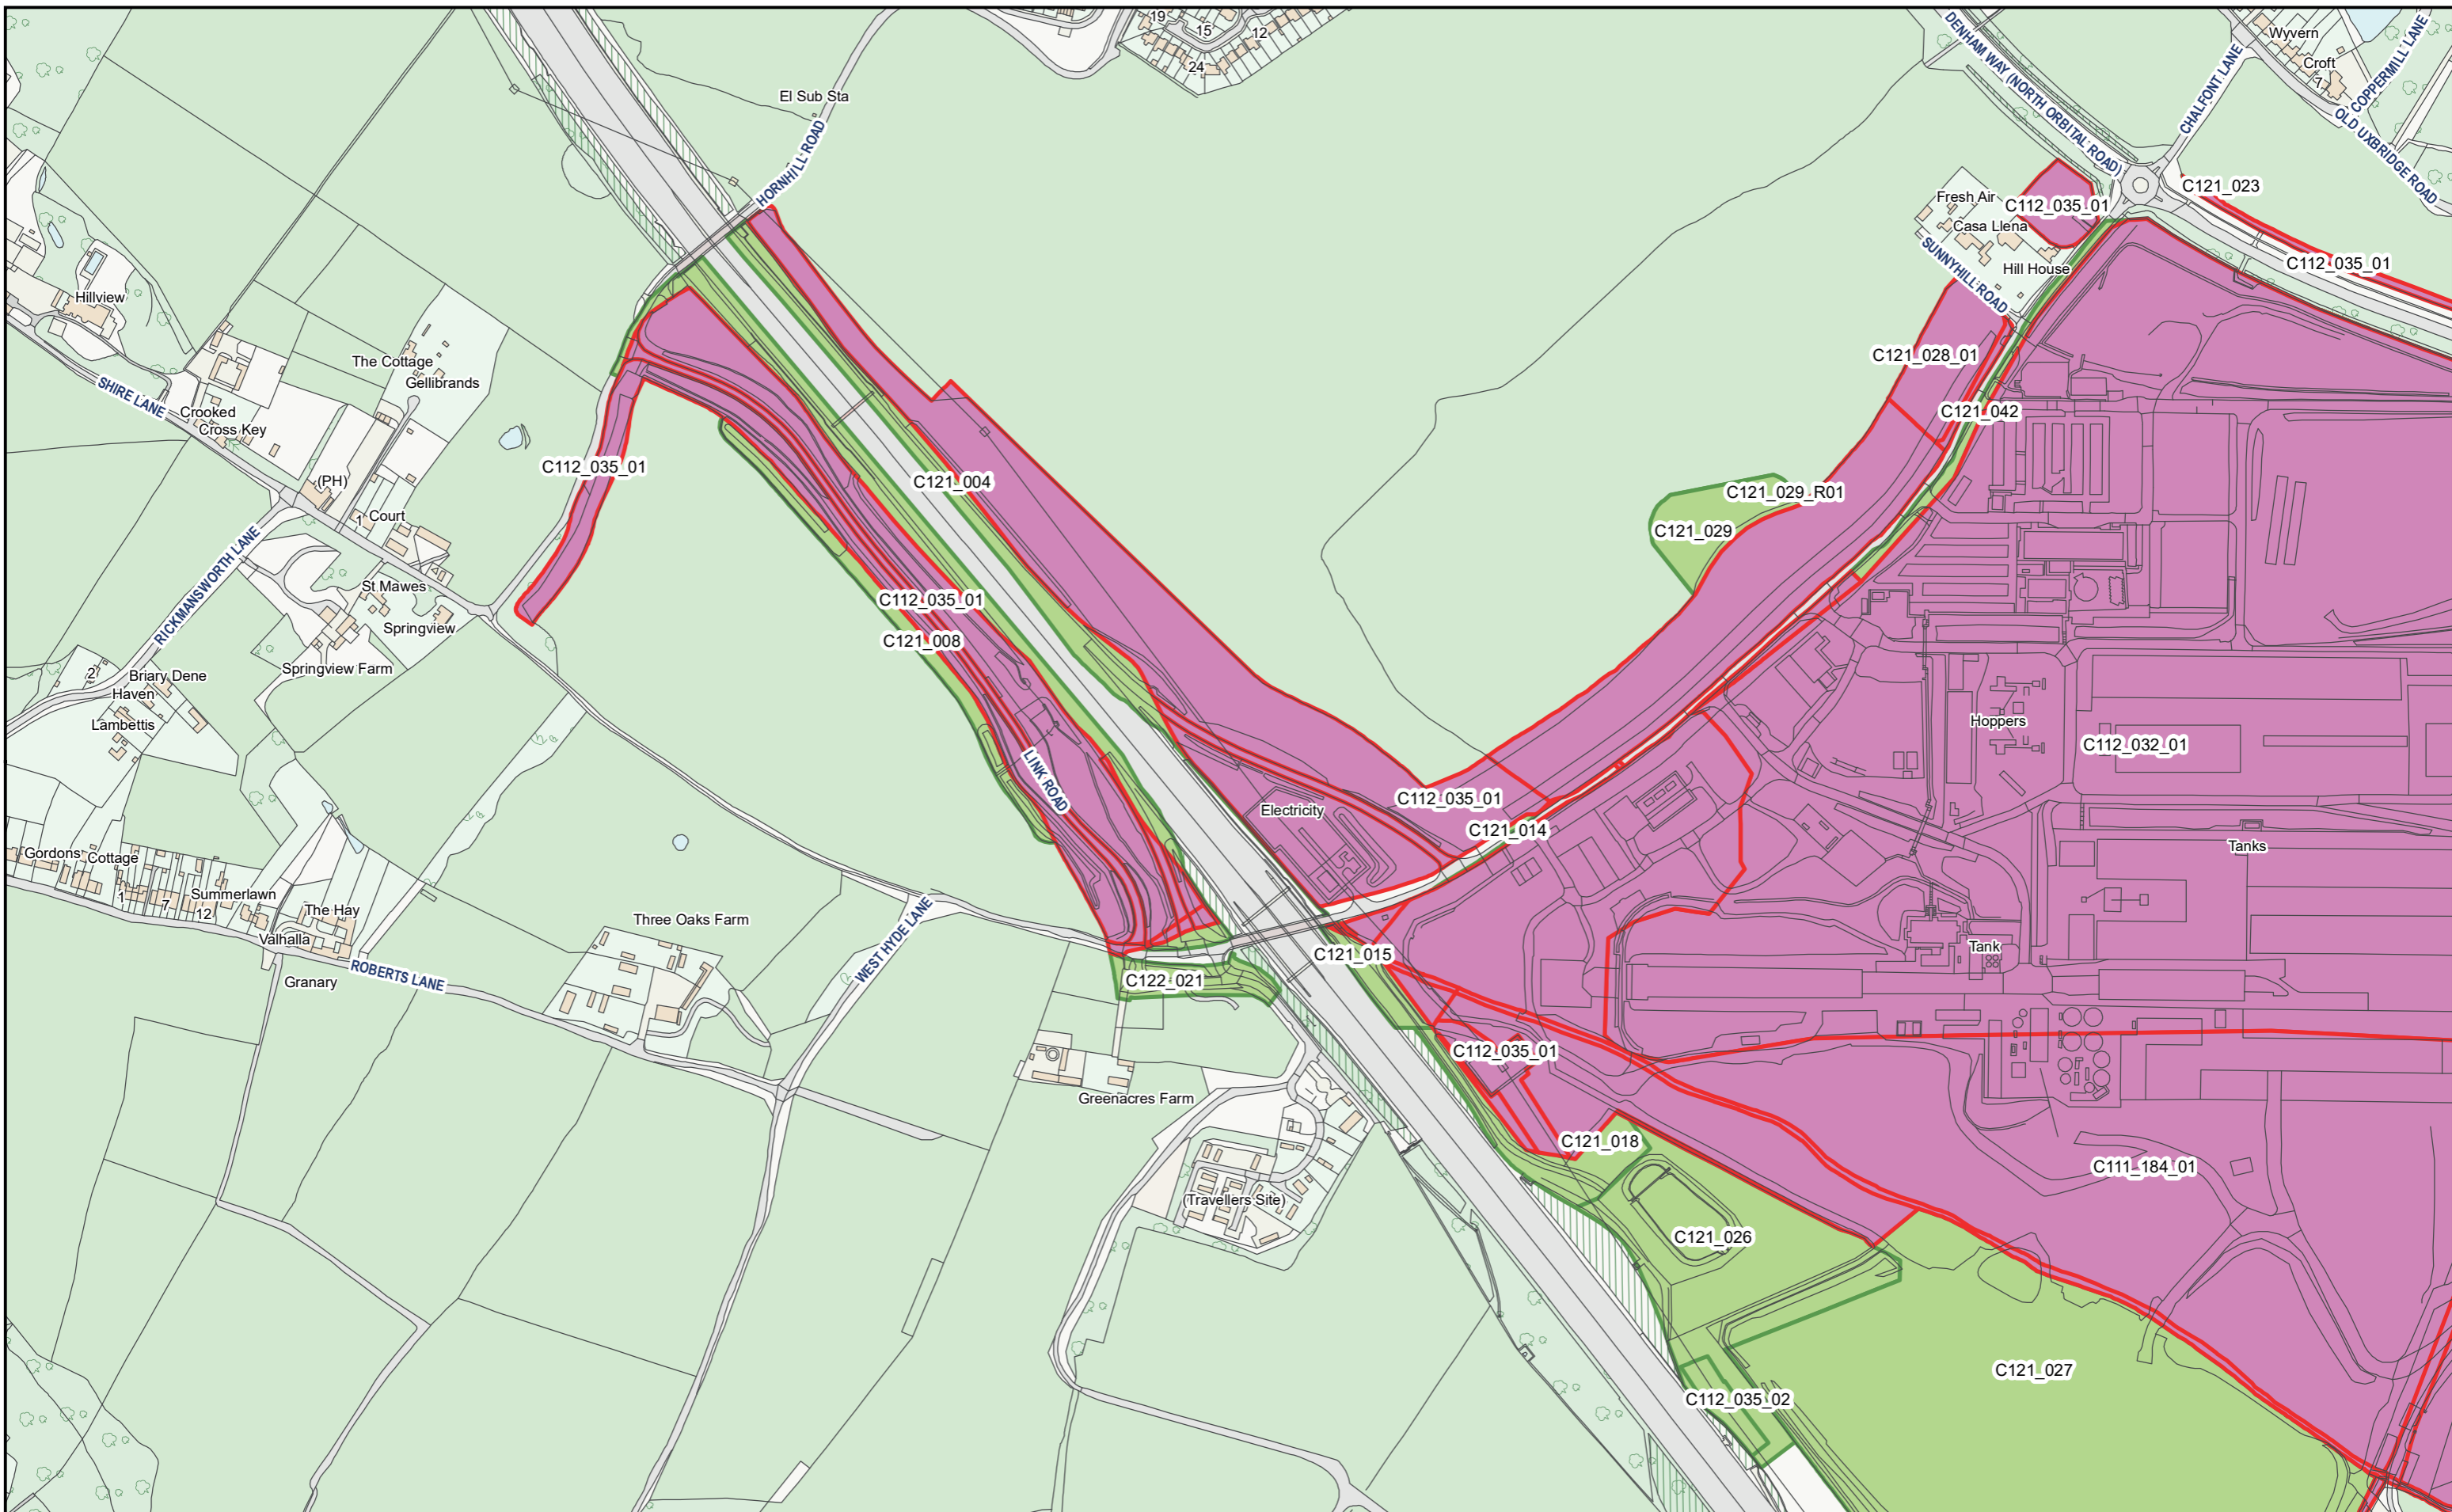 19
15
12
24
DENHAM WAY (NORTH ORBITAL ROAD)
CHALFONT LANE
Wyvern
Croft
7
COPPERMILL LANE
OLD UXBRIDGE ROAD
El Sub Sta
HORNHILL ROAD
C121_023
Fresh Air
C112_035_01
Casa Llena
SUNNYHILL ROAD
Hill House
C112_035_01
Hillview
The Cottage
Gellibrands
SHIRE LANE
Crooked
Cross Key
C121_028_01
C121_042
(PH)
C112_035_01
C121_004
C121_029_R01
1 Court
C121_029
RICKMANSWORTH LANE
St Mawes
C112_035_01
Springview
C121_008
Springview Farm
2
Briary Dene
Haven
Lambettis
Hoppers
C112_032_01
LINK ROAD
Electricity
C112_035_01
C121_014
Tanks
Gordons
Cottage
1
7
Summerlawn
12
The Hay
Valhalla
Three Oaks Farm
WEST HYDE LANE
Tank
C121_015
ROBERTS LANE
Granary
C122_021
C112_035_01
Greenacres Farm
C121_018
C111_184_01
(Travellers Site)
C121_026
C121_027
C112_035_02